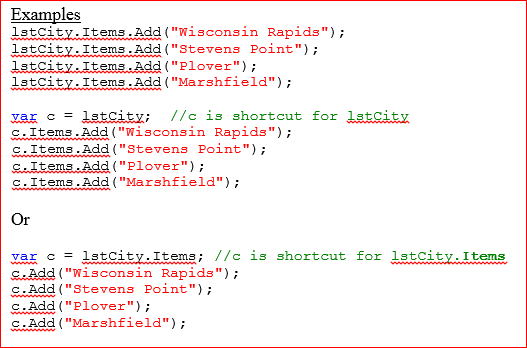 Examples
lstCity.Items.Add("Wisconsin Rapids");
lstCity.Items.Add("Stevens Point");
lstCity.Items.Add("Plover");
lstCity.Items.Add("Marshfield");
var c = lstCity;  //c is shortcut for lstCity
c.Items.Add("Wisconsin Rapids");
c.Items.Add("Stevens Point");
c.Items.Add("Plover");
c.Items.Add("Marshfield");
Or
var c = lstCity.Items; //c is shortcut for lstCity.Items
c.Add("Wisconsin Rapids");
c.Add("Stevens Point");
c.Add("Plover");
c.Add("Marshfield");